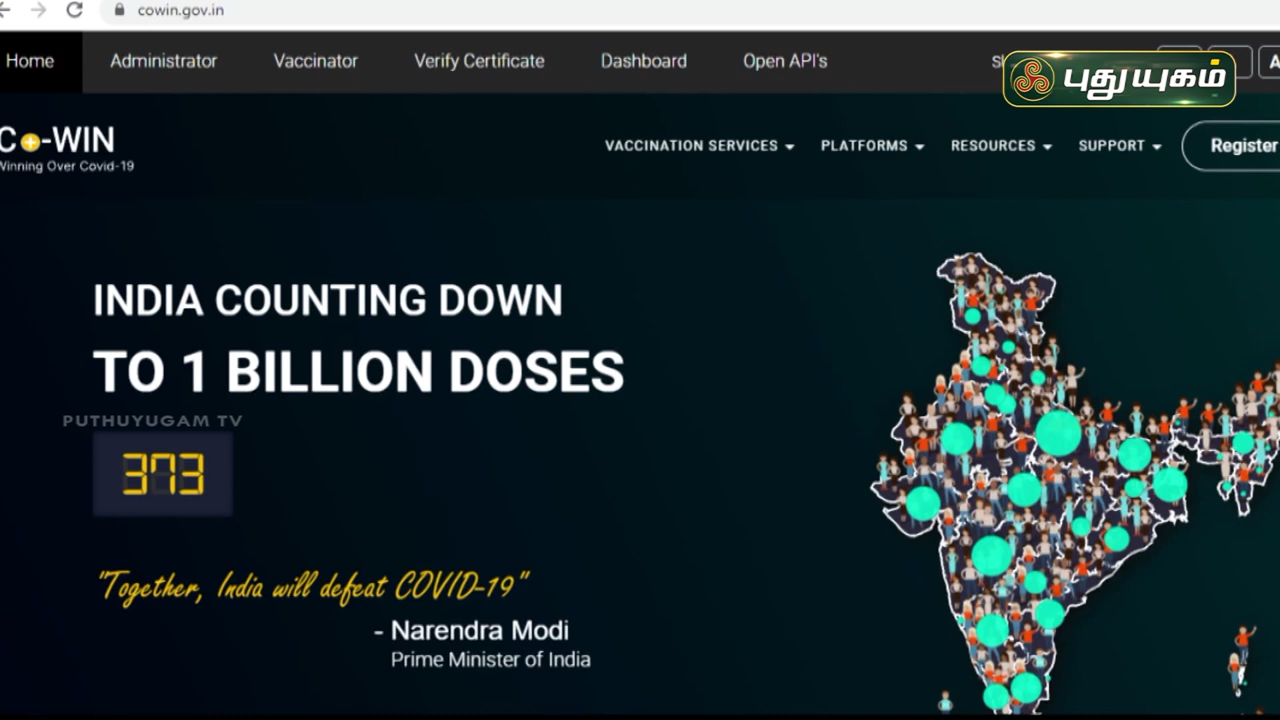 cowin.gov.in
Home Administrator Vaccinator Verify Certificate Dashboard Open API's
புதுயுகம்
Co-WIN
Winning Over Covid-19
VACCINATION SERVICES PLATFORMS RESOURCES SUPPORT Register
INDIA COUNTING DOWN
TO 1 BILLION DOSES
PUTHUYUGAM TV
373
"Together, India will defeat COVID-19"
- Narendra Modi
Prime Minister of India